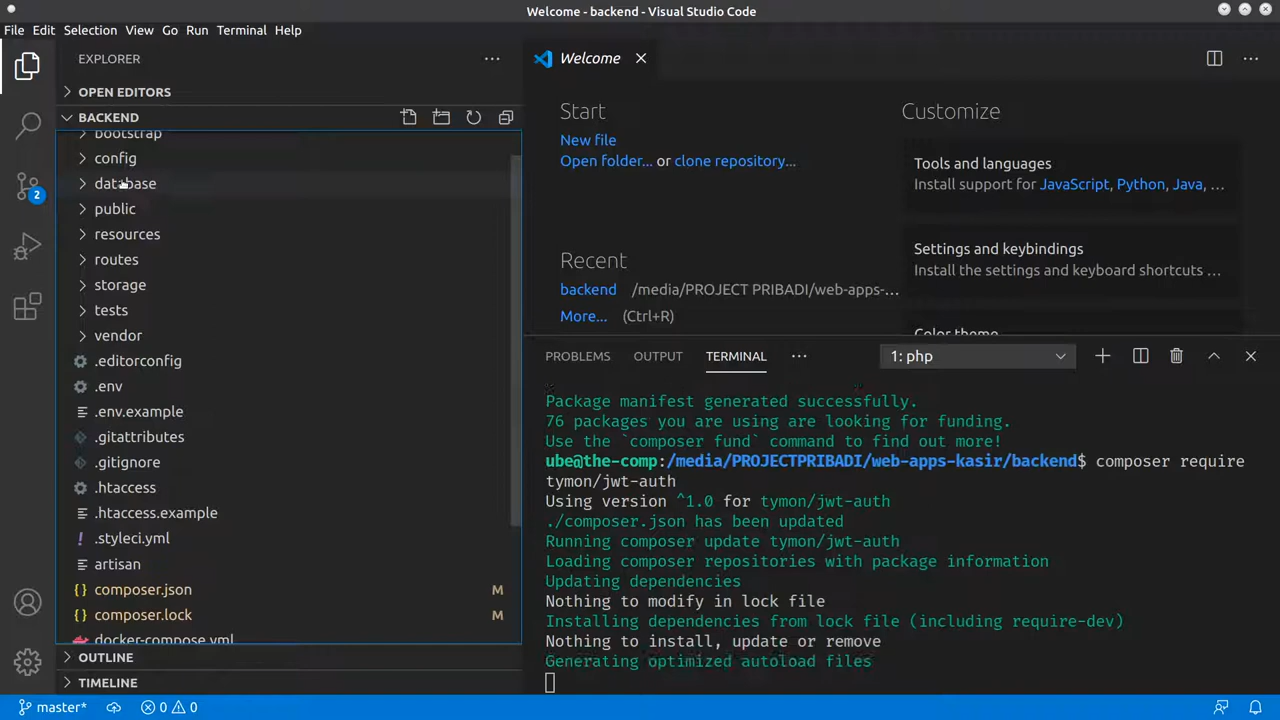 Welcome - backend - Visual Studio Code
File Edit Selection View Go Run Terminal Help
EXPLORER
OPEN EDITORS
BACKEND
bootstrap
config
database
public
resources
routes
storage
tests
vendor
.editorconfig
.env
.env.example
.gitattributes
.gitignore
.htaccess
.htaccess.example
.styleci.yml
artisan
composer.json M
composer.lock M
docker-compose.yml
OUTLINE
TIMELINE
2
Welcome
Start
New file
Open folder... or clone repository...
Recent
backend /media/PROJECT PRIBADI/web-apps-...
More... (Ctrl+R)
Customize
Tools and languages
Install support for JavaScript, Python, Java, ...
Settings and keybindings
Install the settings and keyboard shortcuts ...
Color theme
PROBLEMS OUTPUT TERMINAL 1: php
Package manifest generated successfully.
76 packages you are using are looking for funding.
Use the `composer fund` command to find out more!
ube@the-comp:/media/PROJECTPRIBADI/web-apps-kasir/backend$ composer require
tymon/jwt-auth
Using version ^1.0 for tymon/jwt-auth
./composer.json has been updated
Running composer update tymon/jwt-auth
Loading composer repositories with package information
Updating dependencies
Nothing to modify in lock file
Installing dependencies from lock file (including require-dev)
Nothing to install, update or remove
Generating optimized autoload files
master* 0 0